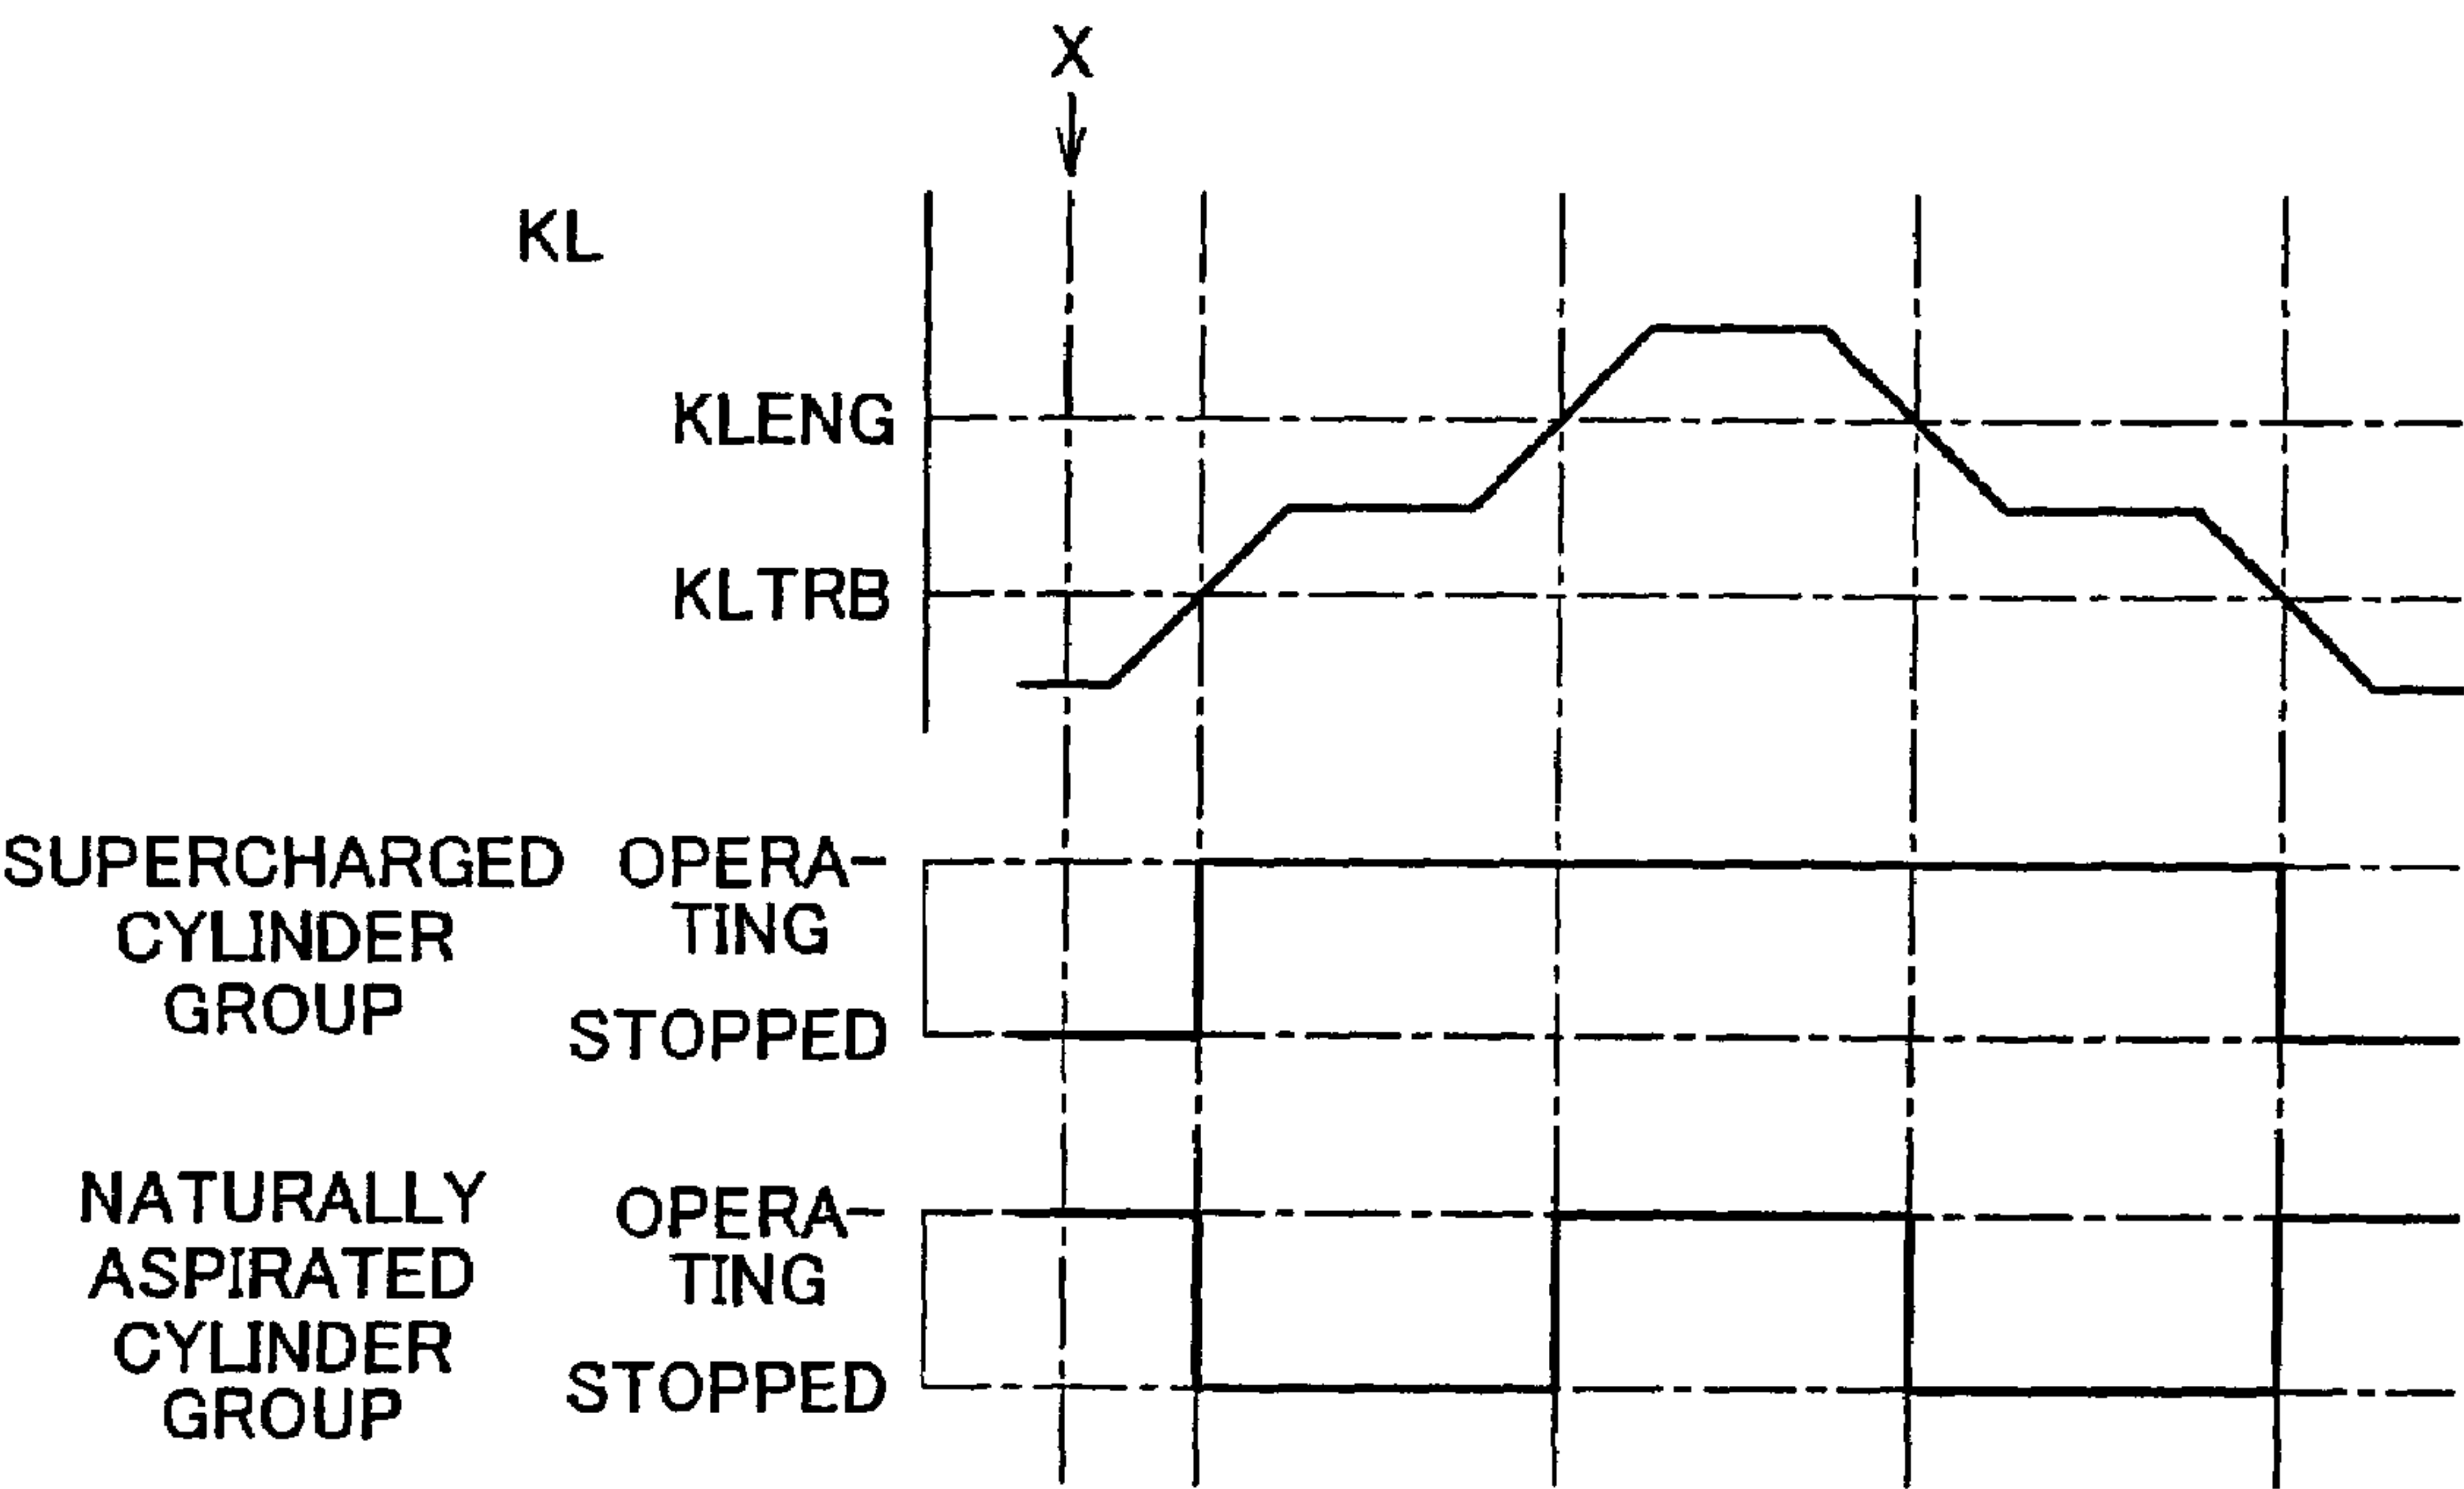 X
KL
KLENG
KLTRB
SUPERCHARGED
CYLINDER
GROUP
OPERA-
TING
STOPPED
NATURALLY
ASPIRATED
CYLINDER
GROUP
OPERA-
TING
STOPPED